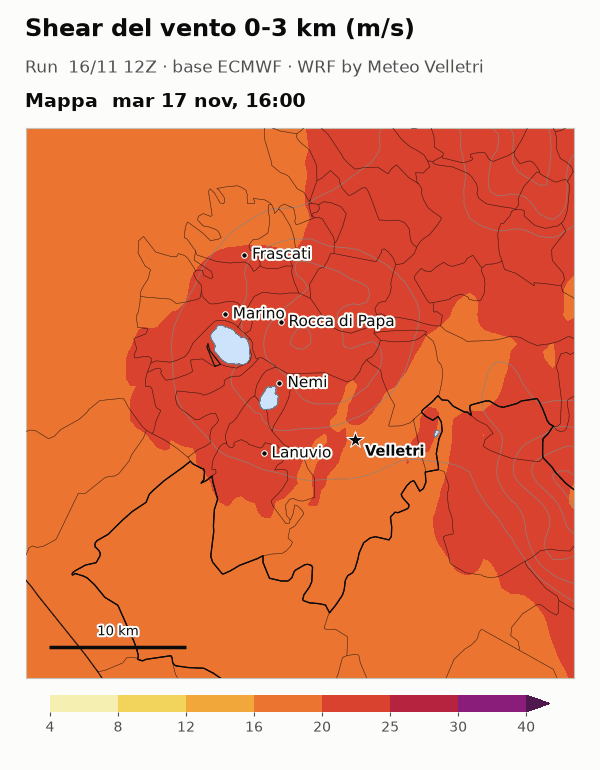 Shear del vento 0-3 km (m/s)
Run  16/11 12Z · base ECMWF · WRF by Meteo Velletri
Mappa  mar 17 nov, 16:00
Frascati
Marino
Rocca di Papa
Nemi
Velletri
Lanuvio
10 km
4 8 12 16 20 25 30 40